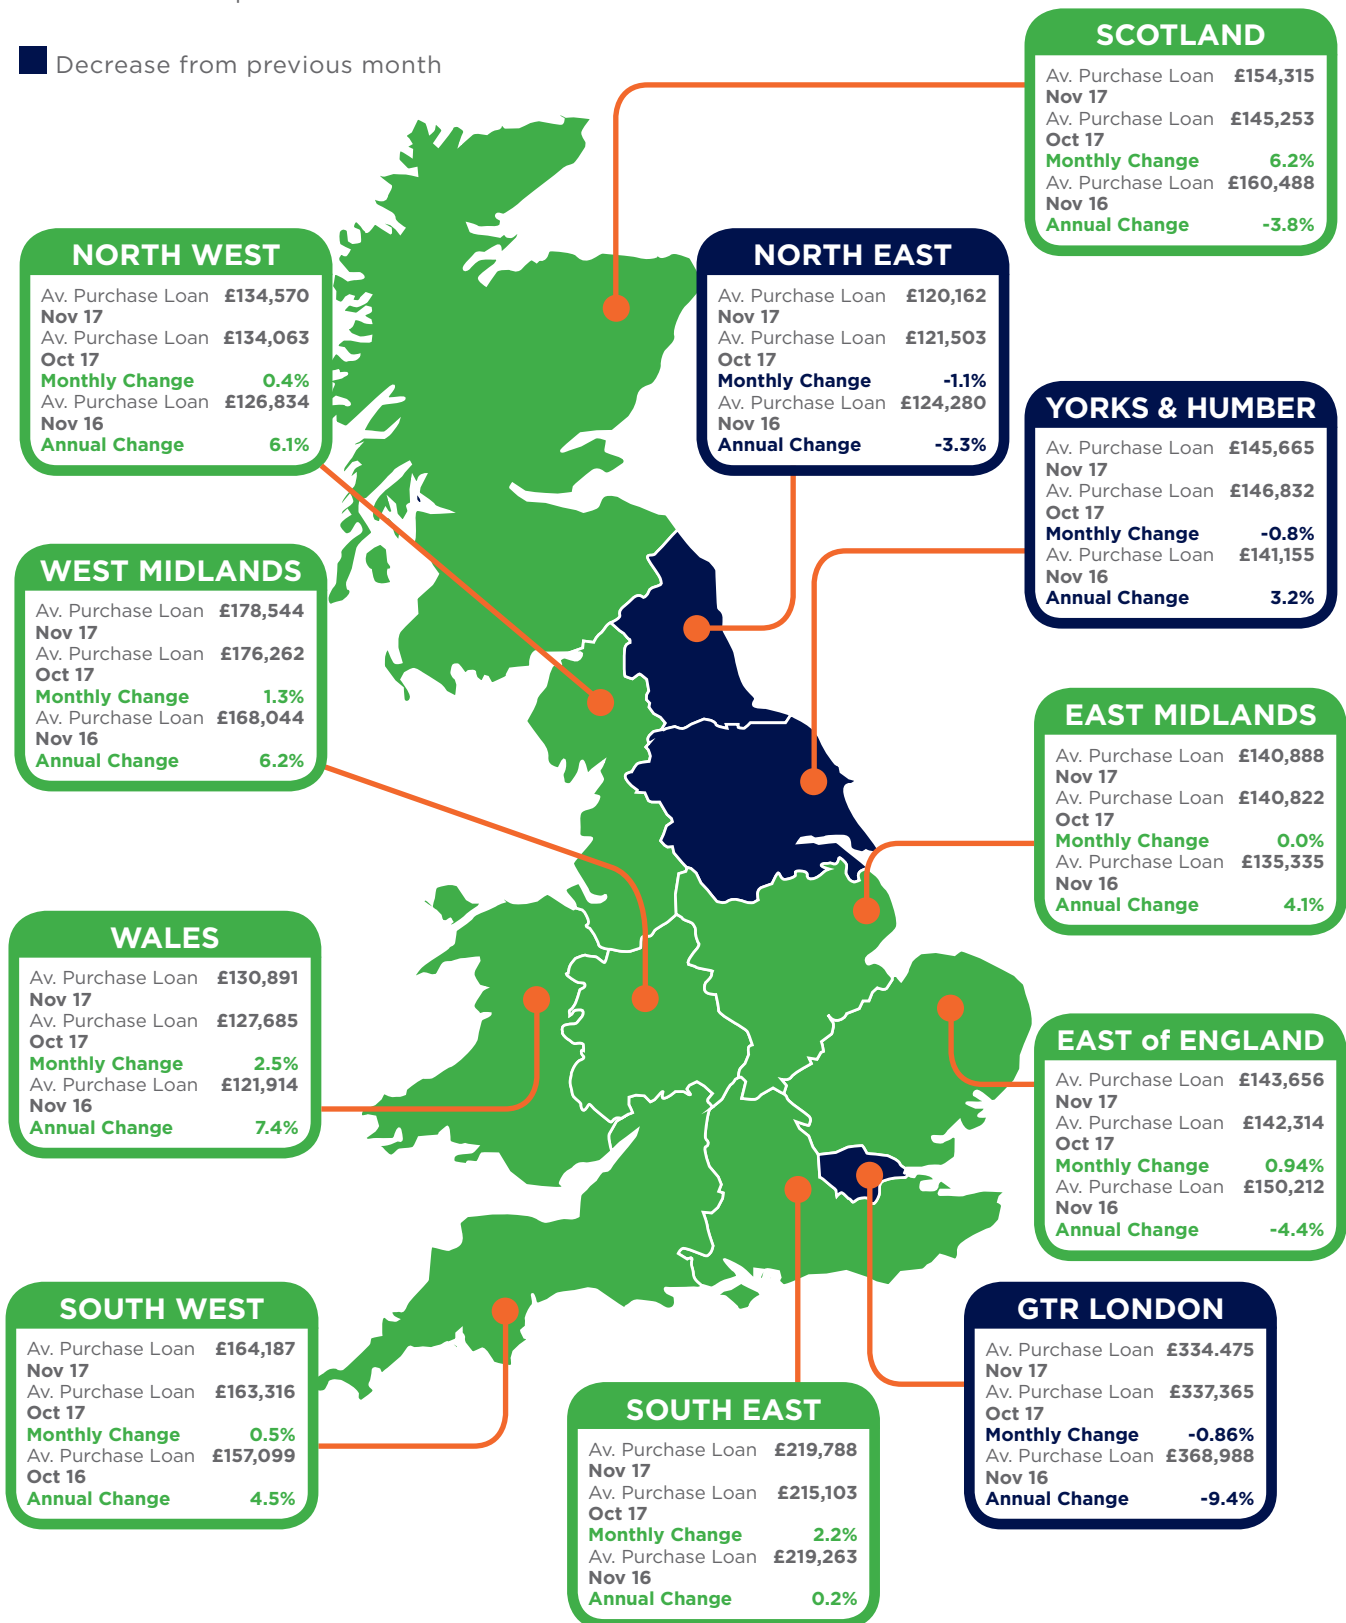 Decrease from previous month
SCOTLAND
Av. Purchase Loan £154,315
Nov 17
Av. Purchase Loan £145,253
Oct 17
Monthly Change 6.2%
Av. Purchase Loan £160,488
Nov 16
Annual Change -3.8%
NORTH WEST
Av. Purchase Loan £134,570
Nov 17
Av. Purchase Loan £134,063
Oct 17
Monthly Change 0.4%
Av. Purchase Loan £126,834
Nov 16
Annual Change 6.1%
NORTH EAST
Av. Purchase Loan £120,162
Nov 17
Av. Purchase Loan £121,503
Oct 17
Monthly Change -1.1%
Av. Purchase Loan £124,280
Nov 16
Annual Change -3.3%
YORKS & HUMBER
Av. Purchase Loan £145,665
Nov 17
Av. Purchase Loan £146,832
Oct 17
Monthly Change -0.8%
Av. Purchase Loan £141,155
Nov 16
Annual Change 3.2%
WEST MIDLANDS
Av. Purchase Loan £178,544
Nov 17
Av. Purchase Loan £176,262
Oct 17
Monthly Change 1.3%
Av. Purchase Loan £168,044
Nov 16
Annual Change 6.2%
EAST MIDLANDS
Av. Purchase Loan £140,888
Nov 17
Av. Purchase Loan £140,822
Oct 17
Monthly Change 0.0%
Av. Purchase Loan £135,335
Nov 16
Annual Change 4.1%
WALES
Av. Purchase Loan £130,891
Nov 17
Av. Purchase Loan £127,685
Oct 17
Monthly Change 2.5%
Av. Purchase Loan £121,914
Nov 16
Annual Change 7.4%
EAST of ENGLAND
Av. Purchase Loan £143,656
Nov 17
Av. Purchase Loan £142,314
Oct 17
Monthly Change 0.94%
Av. Purchase Loan £150,212
Nov 16
Annual Change -4.4%
SOUTH WEST
Av. Purchase Loan £164,187
Nov 17
Av. Purchase Loan £163,316
Oct 17
Monthly Change 0.5%
Av. Purchase Loan £157,099
Oct 16
Annual Change 4.5%
GTR LONDON
Av. Purchase Loan £334.475
Nov 17
Av. Purchase Loan £337,365
Oct 17
Monthly Change -0.86%
Av. Purchase Loan £368,988
Nov 16
Annual Change -9.4%
SOUTH EAST
Av. Purchase Loan £219,788
Nov 17
Av. Purchase Loan £215,103
Oct 17
Monthly Change 2.2%
Av. Purchase Loan £219,263
Nov 16
Annual Change 0.2%